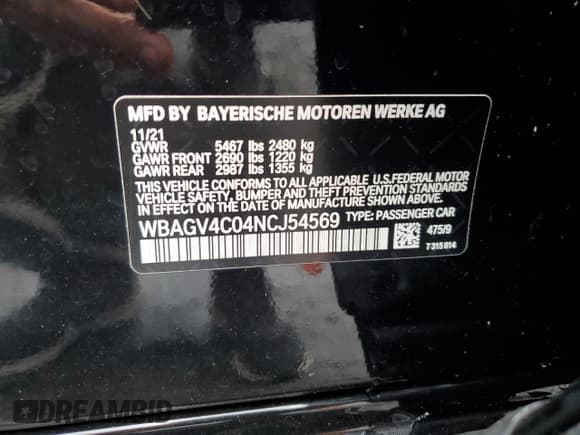 MFD BY BAYERISCHE MOTOREN WERKE AG
11/21
GVWR 5467 lbs 2480 kg
GAWR FRONT 2690 lbs 1220 kg
GAWR REAR 2987 lbs 1355 kg
THIS VEHICLE CONFORMS TO ALL APPLICABLE U.S.FEDERAL MOTOR
VEHICLE SAFETY, BUMPER AND THEFT PREVENTION STANDARDS
IN EFFECT ON THE DATE OF MANUFACTURE SHOWN ABOVE.
WBAGV4C04NCJ54569 TYPE: PASSENGER CAR
475/9
7 315 614
DREAMBID